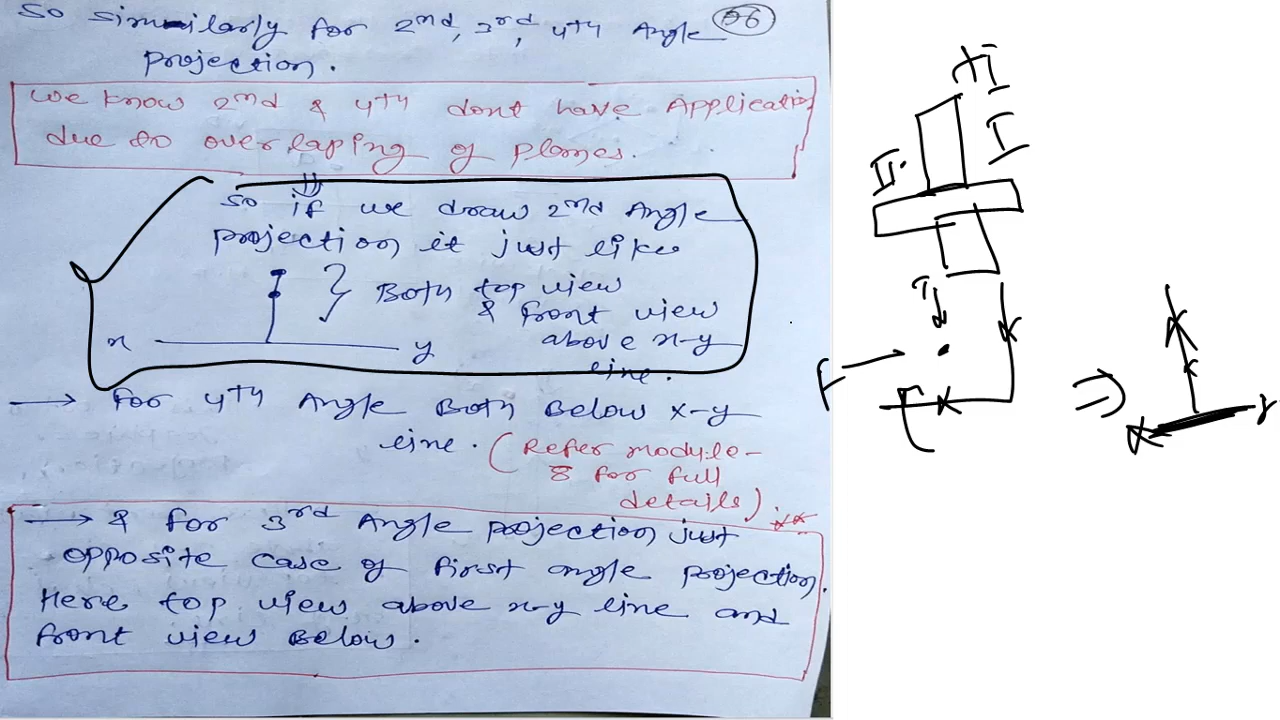 So similarly for 2nd, 3rd, 4th Angle
projection.
06
We know 2nd & 4th dont have Application
due to overlaping of planes.
So if we draw 2nd Angle
projection it just like
Both top view
& front view
above x-y
line.
x
y
→ for 4th Angle Both Below x-y
line. (Refer module-
8 for full
details)
→ & for 3rd Angle projection just
opposite case of first angle projection.
Here top view above x-y line and
front view Below.
I
II
T
F
⇒
x
y